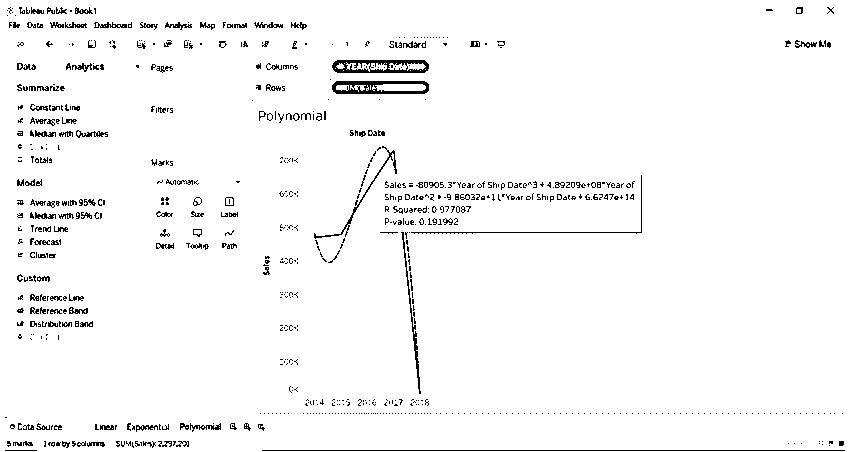 Tableau Public - Book1
File Data Worksheet Dashboard Story Analysis Map Format Window Help
Standard
Show Me
Data Analytics
Pages
Columns YEAR(Ship Date)
Rows
Summarize
Constant Line
Average Line
Median with Quartiles
Totals
Filters
Marks
Automatic
Color Size Label
Detail Tooltip Path
Model
Average with 95% CI
Median with 95% CI
Trend Line
Forecast
Cluster
Custom
Reference Line
Reference Band
Distribution Band
Polynomial
Ship Date
700K
600K
500K
400K
300K
200K
0K
Sales
2014 2015 2016 2017 2018
Sales = -80905.3*Year of Ship Date^3 + 4.89209e+08*Year of
Ship Date^2 + -9.86032e+11*Year of Ship Date + 6.6247e+14
R-Squared: 0.977087
P-value: 0.191992
Data Source Linear Exponential Polynomial
5 marks 1 row by 5 columns SUM(Sales): 2,297,201